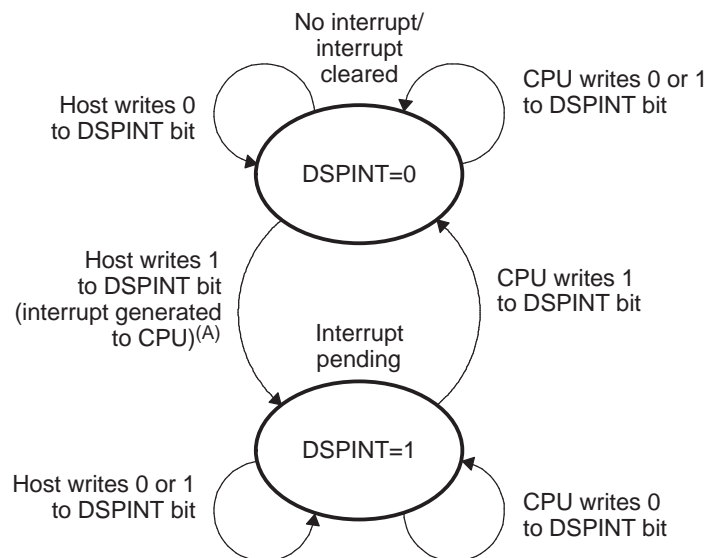 No interrupt/
interrupt
cleared
Host writes 0
to DSPINT bit
CPU writes 0 or 1
to DSPINT bit
DSPINT=0
Host writes 1
to DSPINT bit
(interrupt generated
to CPU)(A)
CPU writes 1
to DSPINT bit
Interrupt
pending
DSPINT=1
Host writes 0 or 1
to DSPINT bit
CPU writes 0
to DSPINT bit